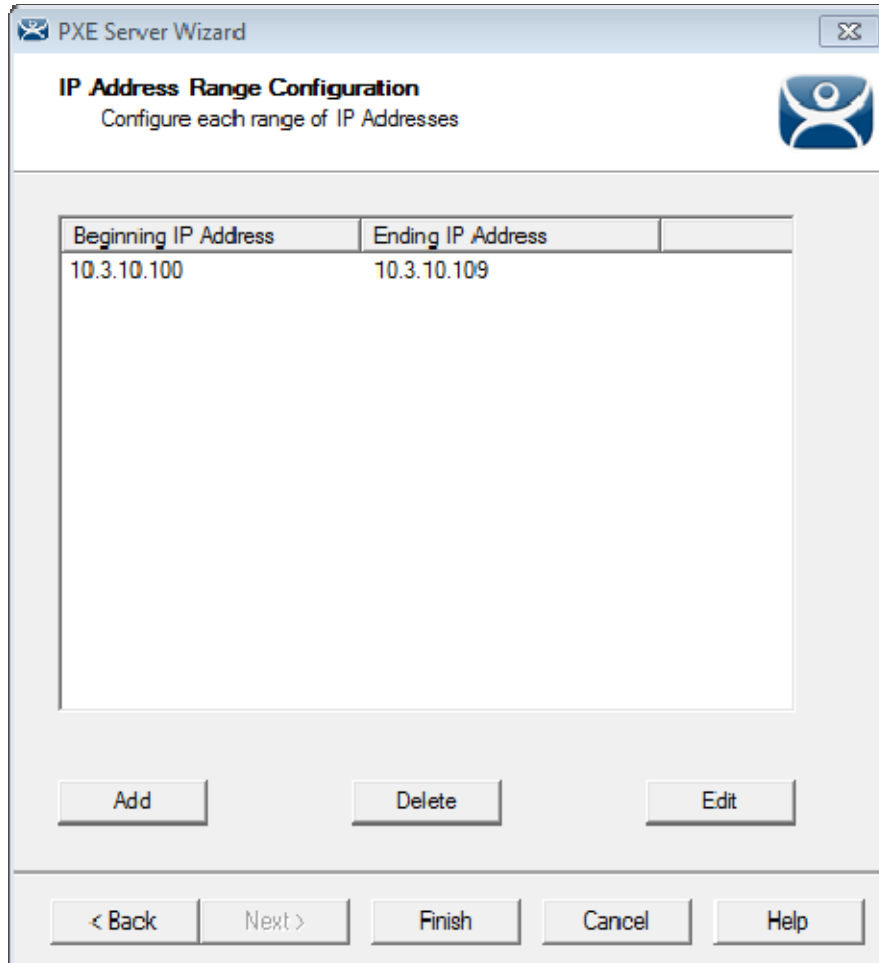 PXE Server Wizard
IP Address Range Configuration
Configure each range of IP Addresses
Beginning IP Address Ending IP Address
10.3.10.100 10.3.10.109
Add Delete Edit
< Back Next > Finish Cancel Help